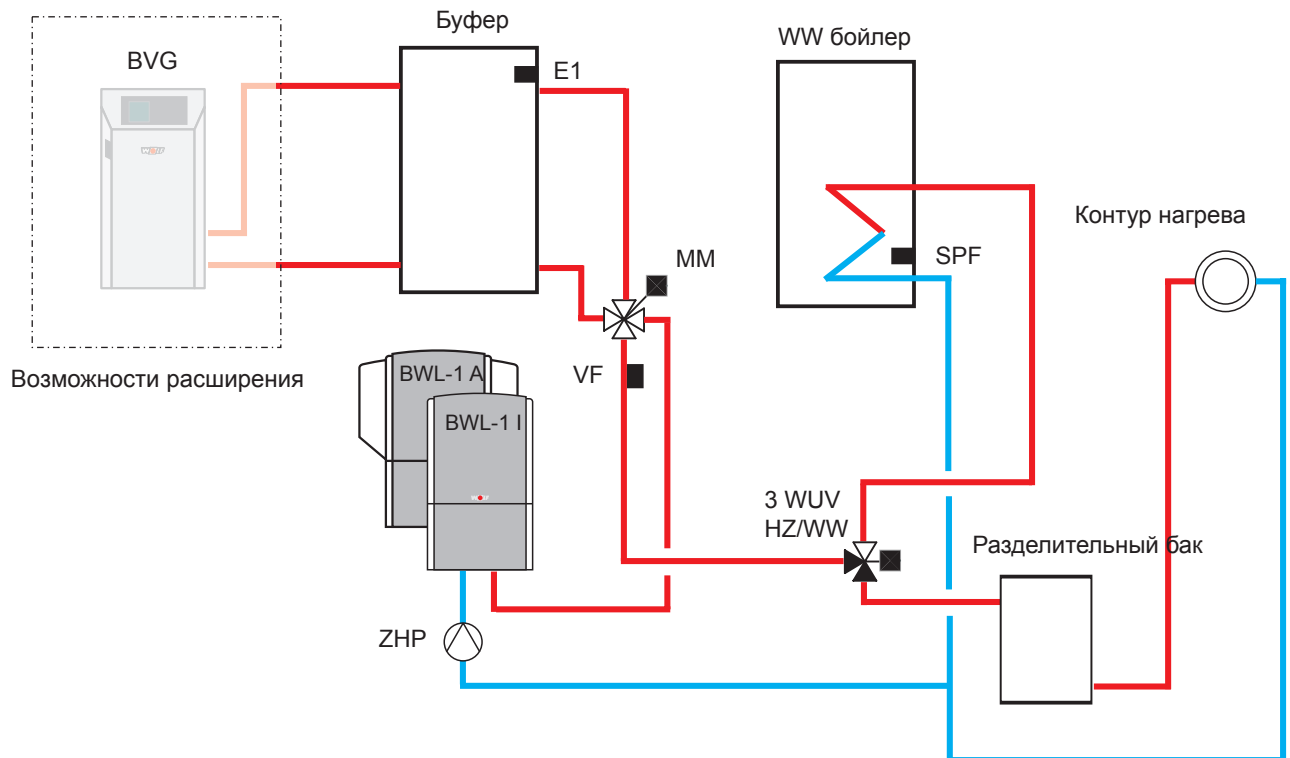 Буфер
WW бойлер
BVG
E1
Контур нагрева
MM
SPF
Возможности расширения
VF
BWL-1 A
BWL-1 I
WOLF
3 WUV
HZ/WW
Разделительный бак
ZHP